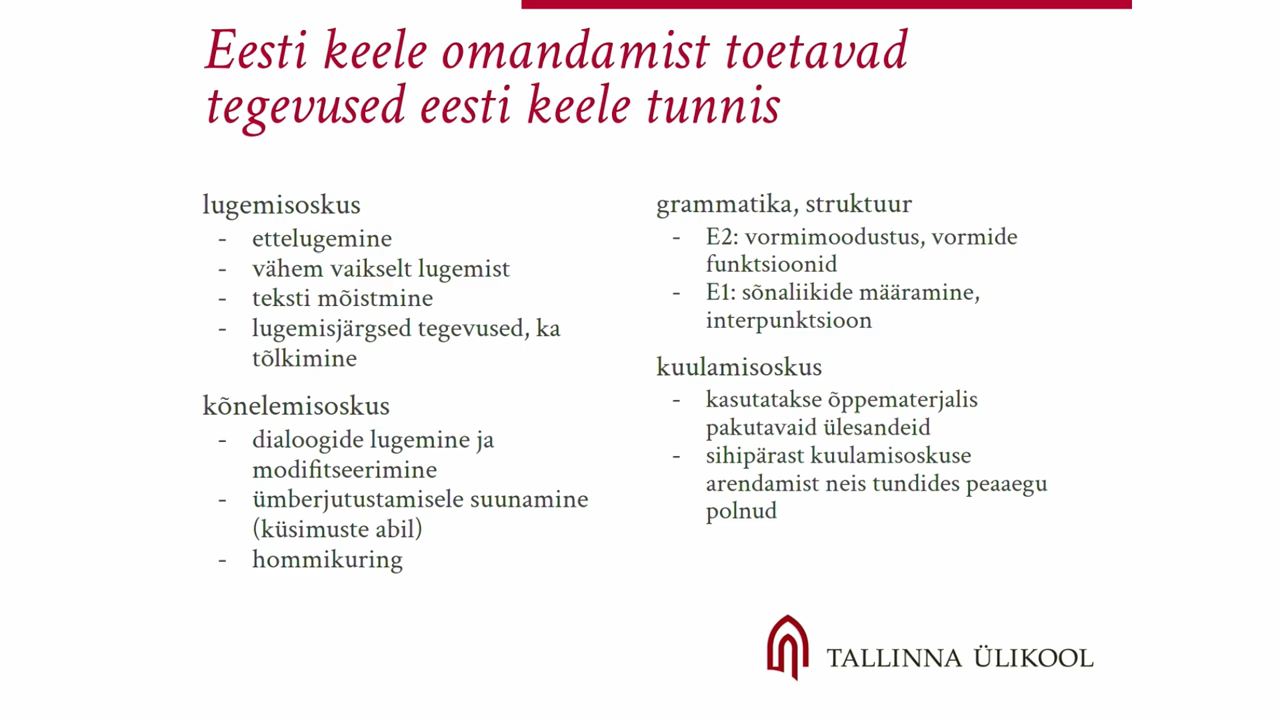 Eesti keele omandamist toetavad
tegevused eesti keele tunnis
lugemisoskus
- ettelugemine
- vähem vaikselt lugemist
- teksti mõistmine
- lugemisjärgsed tegevused, ka
tõlkimine
kõnelemisoskus
- dialoogide lugemine ja
modifitseerimine
- ümberjutustamisele suunamine
(küsimuste abil)
- hommikuring
grammatika, struktuur
- E2: vormimoodustus, vormide
funktsioonid
- E1: sõnaliikide määramine,
interpunktsioon
kuulamisoskus
- kasutatakse õppematerjalis
pakutavaid ülesandeid
- sihipärast kuulamisoskuse
arendamist neis tundides peaaegu
polnud
TALLINNA ÜLIKOOL